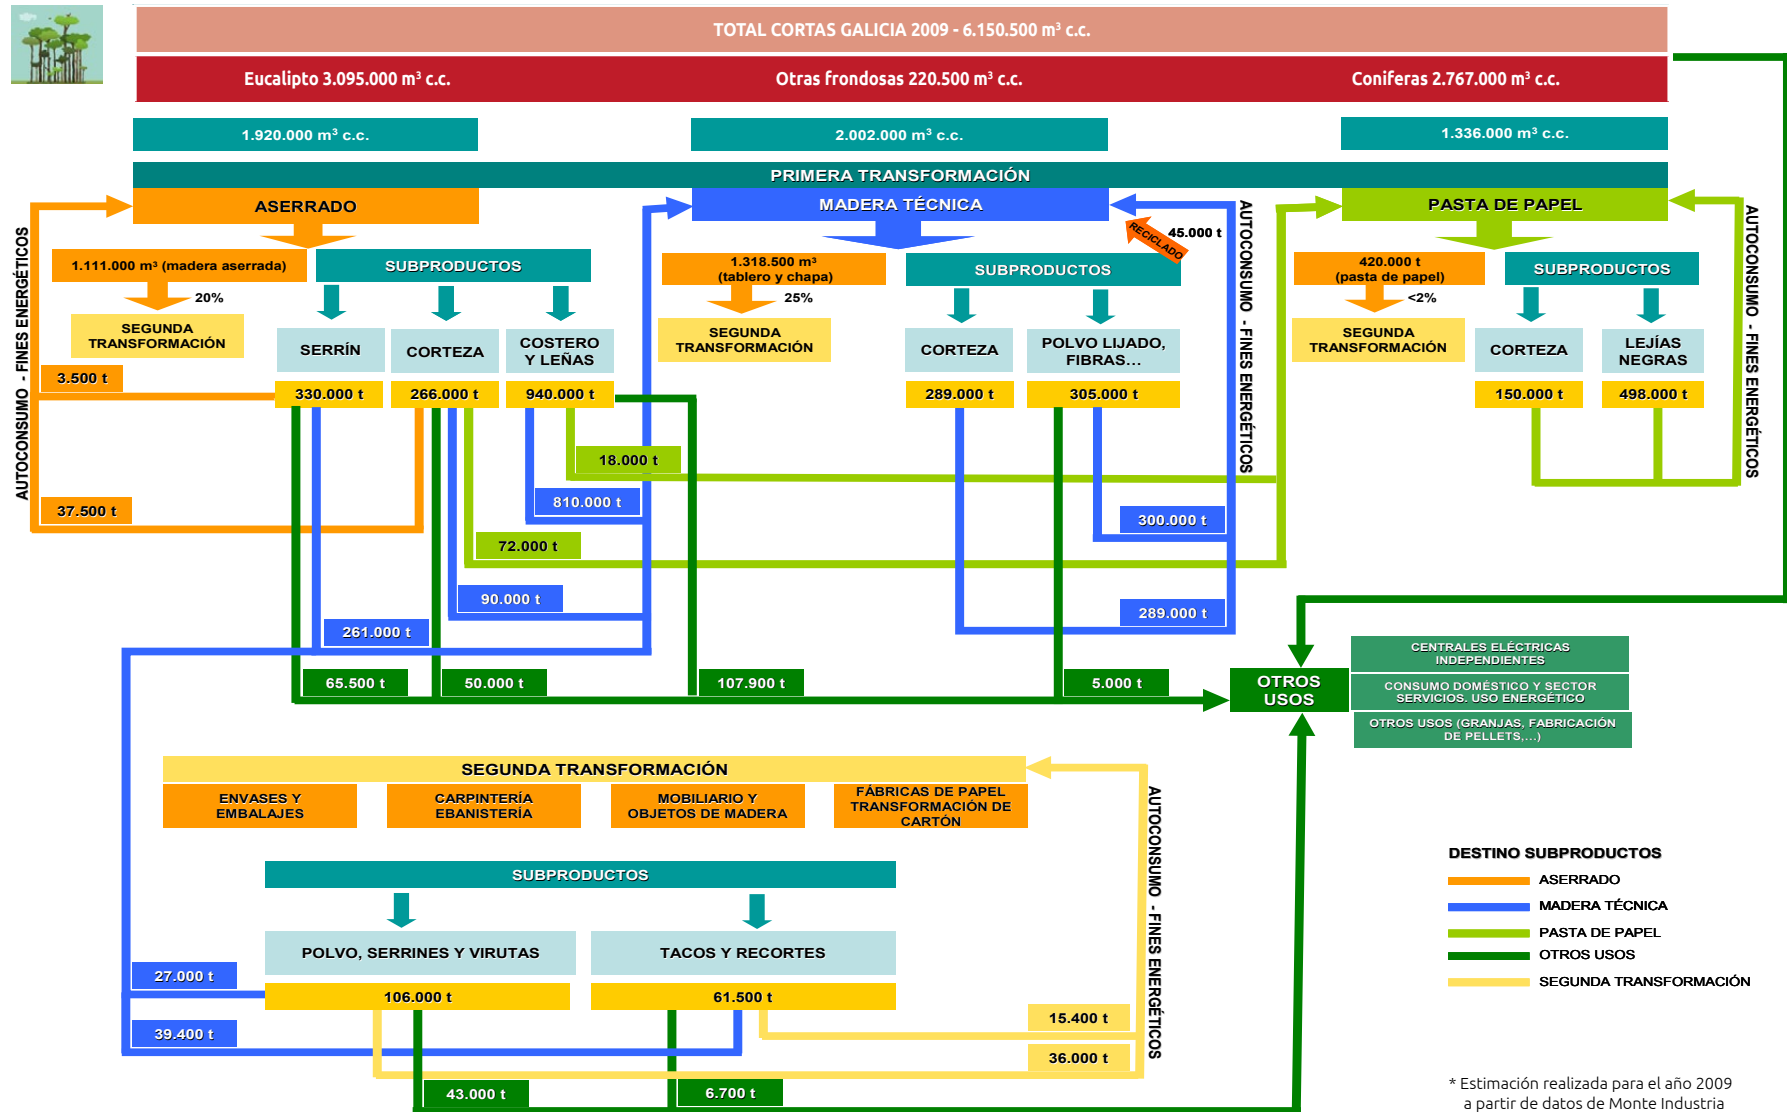 TOTAL CORTAS GALICIA 2009 - 6.150.500 m³ c.c.
Eucalipto 3.095.000 m³ c.c.
Otras frondosas 220.500 m³ c.c.
Coniferas 2.767.000 m³ c.c.
1.920.000 m³ c.c.
2.002.000 m³ c.c.
1.336.000 m³ c.c.
PRIMERA TRANSFORMACIÓN
ASERRADO
MADERA TÉCNICA
PASTA DE PAPEL
AUTOCONSUMO - FINES ENERGÉTICOS
1.111.000 m³ (madera aserrada)
20%
SEGUNDA
TRANSFORMACIÓN
SUBPRODUCTOS
SERRÍN
CORTEZA
COSTERO
Y LEÑAS
330.000 t
266.000 t
940.000 t
3.500 t
37.500 t
RECICLADO
45.000 t
1.318.500 m³
(tablero y chapa)
25%
SEGUNDA
TRANSFORMACIÓN
SUBPRODUCTOS
CORTEZA
POLVO LIJADO,
FIBRAS...
289.000 t
305.000 t
AUTOCONSUMO - FINES ENERGÉTICOS
420.000 t
(pasta de papel)
<2%
SEGUNDA
TRANSFORMACIÓN
SUBPRODUCTOS
CORTEZA
LEJÍAS
NEGRAS
150.000 t
498.000 t
AUTOCONSUMO - FINES ENERGÉTICOS
18.000 t
810.000 t
72.000 t
90.000 t
261.000 t
300.000 t
289.000 t
65.500 t
50.000 t
107.900 t
5.000 t
OTROS
USOS
CENTRALES ELÉCTRICAS
INDEPENDIENTES
CONSUMO DOMÉSTICO Y SECTOR
SERVICIOS. USO ENERGÉTICO
OTROS USOS (GRANJAS, FABRICACIÓN
DE PELLETS,...)
SEGUNDA TRANSFORMACIÓN
ENVASES Y
EMBALAJES
CARPINTERÍA
EBANISTERÍA
MOBILIARIO Y
OBJETOS DE MADERA
FÁBRICAS DE PAPEL
TRANSFORMACIÓN DE
CARTÓN
AUTOCONSUMO - FINES ENERGÉTICOS
SUBPRODUCTOS
POLVO, SERRINES Y VIRUTAS
TACOS Y RECORTES
106.000 t
61.500 t
27.000 t
39.400 t
15.400 t
36.000 t
43.000 t
6.700 t
DESTINO SUBPRODUCTOS
ASERRADO
MADERA TÉCNICA
PASTA DE PAPEL
OTROS USOS
SEGUNDA TRANSFORMACIÓN
* Estimación realizada para el año 2009
a partir de datos de Monte Industria